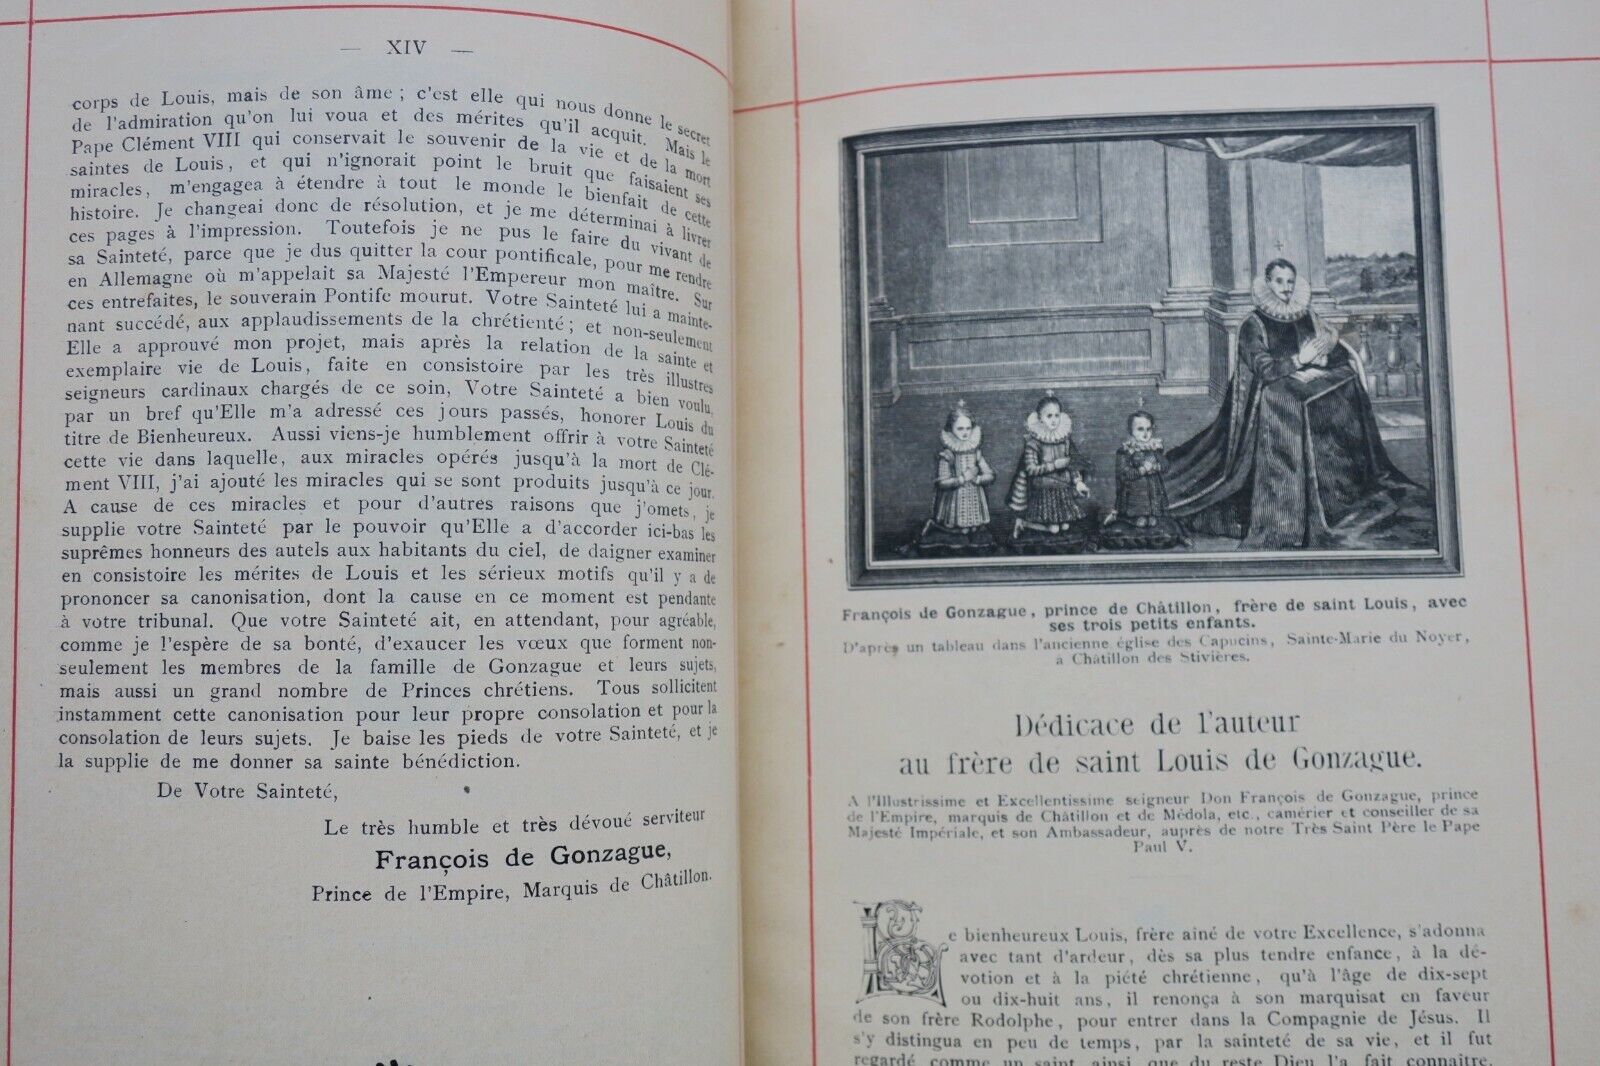 — XIV —
corps de Louis, mais de son âme ; c'est elle qui nous donne le secret
de l'admiration qu'on lui voua et des mérites qu'il acquit. Mais le
Pape Clément VIII qui conservait le souvenir de la vie et de la mort
saintes de Louis, et qui n'ignorait point le bruit que faisaient ses
miracles, m'engagea à étendre à tout le monde le bienfait de cette
histoire. Je changeai donc de résolution, et je me déterminai à livrer
ces pages à l'impression. Toutefois je ne pus le faire du vivant de
sa Sainteté, parce que je dus quitter la cour pontificale, pour me rendre
en Allemagne où m'appelait sa Majesté l'Empereur mon maître. Sur
ces entrefaites, le souverain Pontife mourut. Votre Sainteté lui a mainte-
nant succédé, aux applaudissements de la chrétienté ; et non-seulement
Elle a approuvé mon projet, mais après la relation de la sainte et
exemplaire vie de Louis, faite en consistoire par les très illustres
seigneurs cardinaux chargés de ce soin, Votre Sainteté a bien voulu,
par un bref qu'Elle m'a adressé ces jours passés, honorer Louis du
titre de Bienheureux. Aussi viens-je humblement offrir à votre Sainteté
cette vie dans laquelle, aux miracles opérés jusqu'à la mort de Clé-
ment VIII, j'ai ajouté les miracles qui se sont produits jusqu'à ce jour.
A cause de ces miracles et pour d'autres raisons que j'omets, je
supplie votre Sainteté par le pouvoir qu'Elle a d'accorder ici-bas les
suprêmes honneurs des autels aux habitants du ciel, de daigner examiner
en consistoire les mérites de Louis et les sérieux motifs qu'il y a de
prononcer sa canonisation, dont la cause en ce moment est pendante
à votre tribunal. Que votre Sainteté ait, en attendant, pour agréable,
comme je l'espère de sa bonté, d'exaucer les vœux que forment non-
seulement les membres de la famille de Gonzague et leurs sujets,
mais aussi un grand nombre de Princes chrétiens. Tous sollicitent
instamment cette canonisation pour leur propre consolation et pour la
consolation de leurs sujets. Je baise les pieds de votre Sainteté, et je
la supplie de me donner sa sainte bénédiction.
De Votre Sainteté,
Le très humble et très dévoué serviteur
François de Gonzague,
Prince de l'Empire, Marquis de Châtillon.
François de Gonzague, prince de Châtillon, frère de saint Louis, avec
ses trois petits enfants.
D'après un tableau dans l'ancienne église des Capucins, Sainte-Marie du Noyer,
a Châtillon des Stivières.
Dédicace de l'auteur
au frère de saint Louis de Gonzague.
A l'Illustrissime et Excellentissime seigneur Don François de Gonzague, prince
de l'Empire, marquis de Châtillon et de Médola, etc., camérier et conseiller de sa
Majesté Impériale, et son Ambassadeur, auprès de notre Très Saint Père le Pape
Paul V.
Le bienheureux Louis, frère aîné de votre Excellence, s'adonna
avec tant d'ardeur, dès sa plus tendre enfance, à la dé-
votion et à la piété chrétienne, qu'à l'âge de dix-sept
ou dix-huit ans, il renonça à son marquisat en faveur
de son frère Rodolphe, pour entrer dans la Compagnie de Jésus. Il
s'y distingua en peu de temps, par la sainteté de sa vie, et il fut
regardé comme un saint, ainsi que du reste Dieu l'a fait connaître,